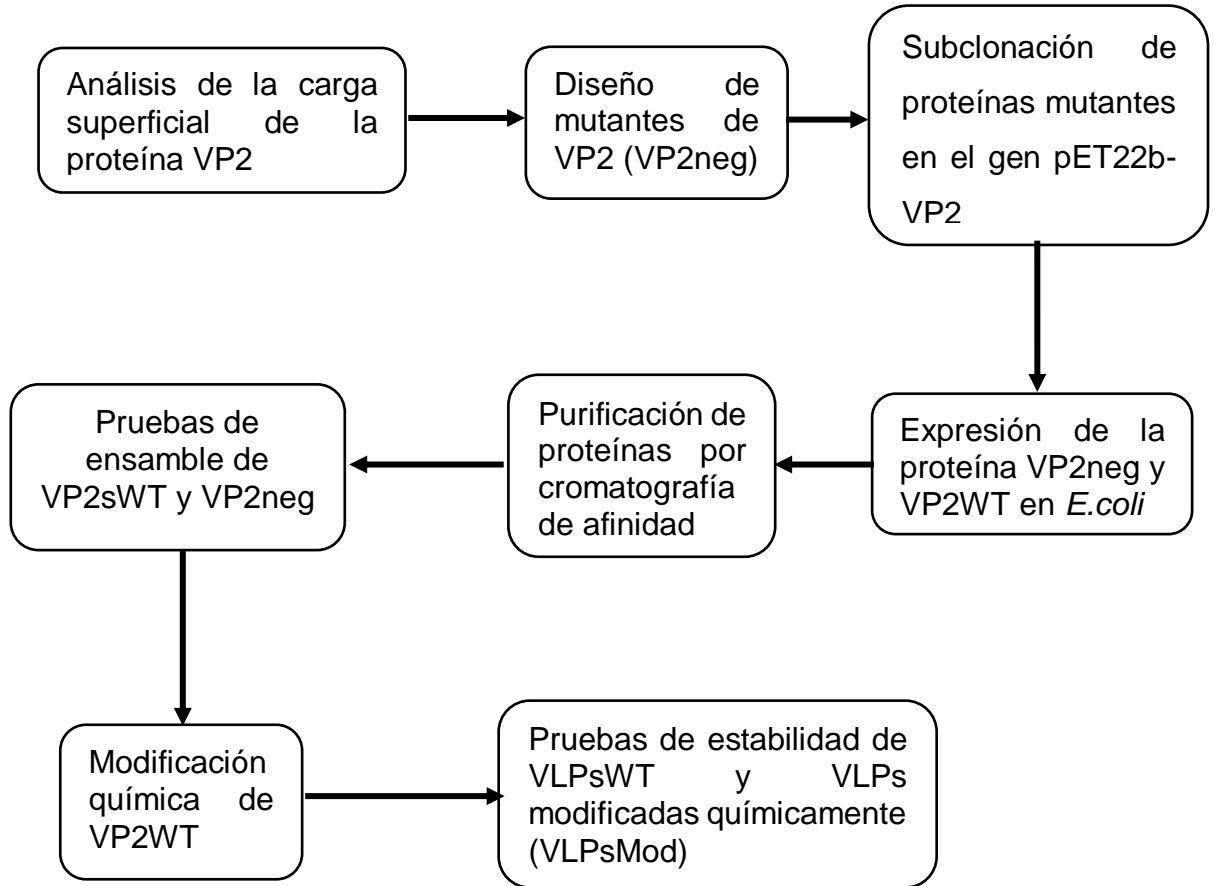 Análisis de la carga
superficial de la
proteína VP2
Diseño de
mutantes de
VP2 (VP2neg)
Subclonación de
proteínas mutantes
en el gen pET22b-
VP2
Expresión de la
proteína VP2neg y
VP2WT en E.coli
Purificación de
proteínas por
cromatografía
de afinidad
Pruebas de
ensamble de
VP2sWT y VP2neg
Modificación
química de
VP2WT
Pruebas de estabilidad de
VLPsWT y VLPs
modificadas químicamente
(VLPsMod)